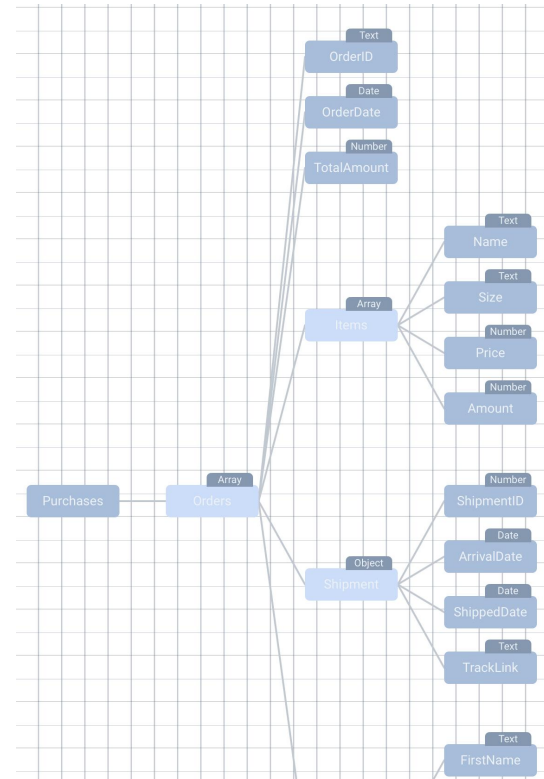 Text
OrderID
Date
OrderDate
Number
TotalAmount
Text
Name
Text
Size
Array
Items
Number
Price
Number
Amount
Array
Purchases
Orders
Number
ShipmentID
Date
ArrivalDate
Object
Shipment
Date
ShippedDate
Text
TrackLink
Text
FirstName